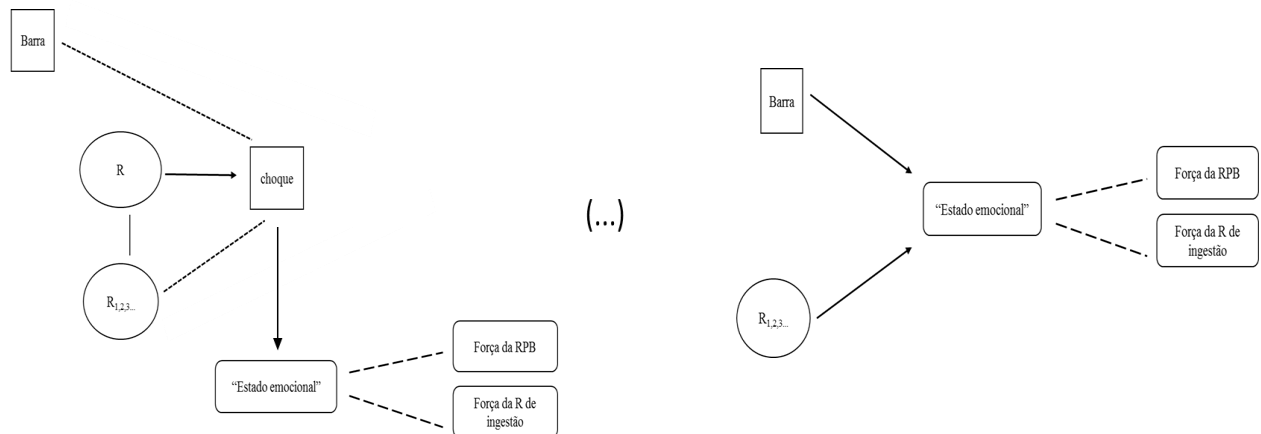 Barra
R
choque
R1,2,3...
"Estado emocional"
Força da RPB
Força da R de
ingestão
(...)
Barra
R1,2,3...
"Estado emocional"
Força da RPB
Força da R de
ingestão